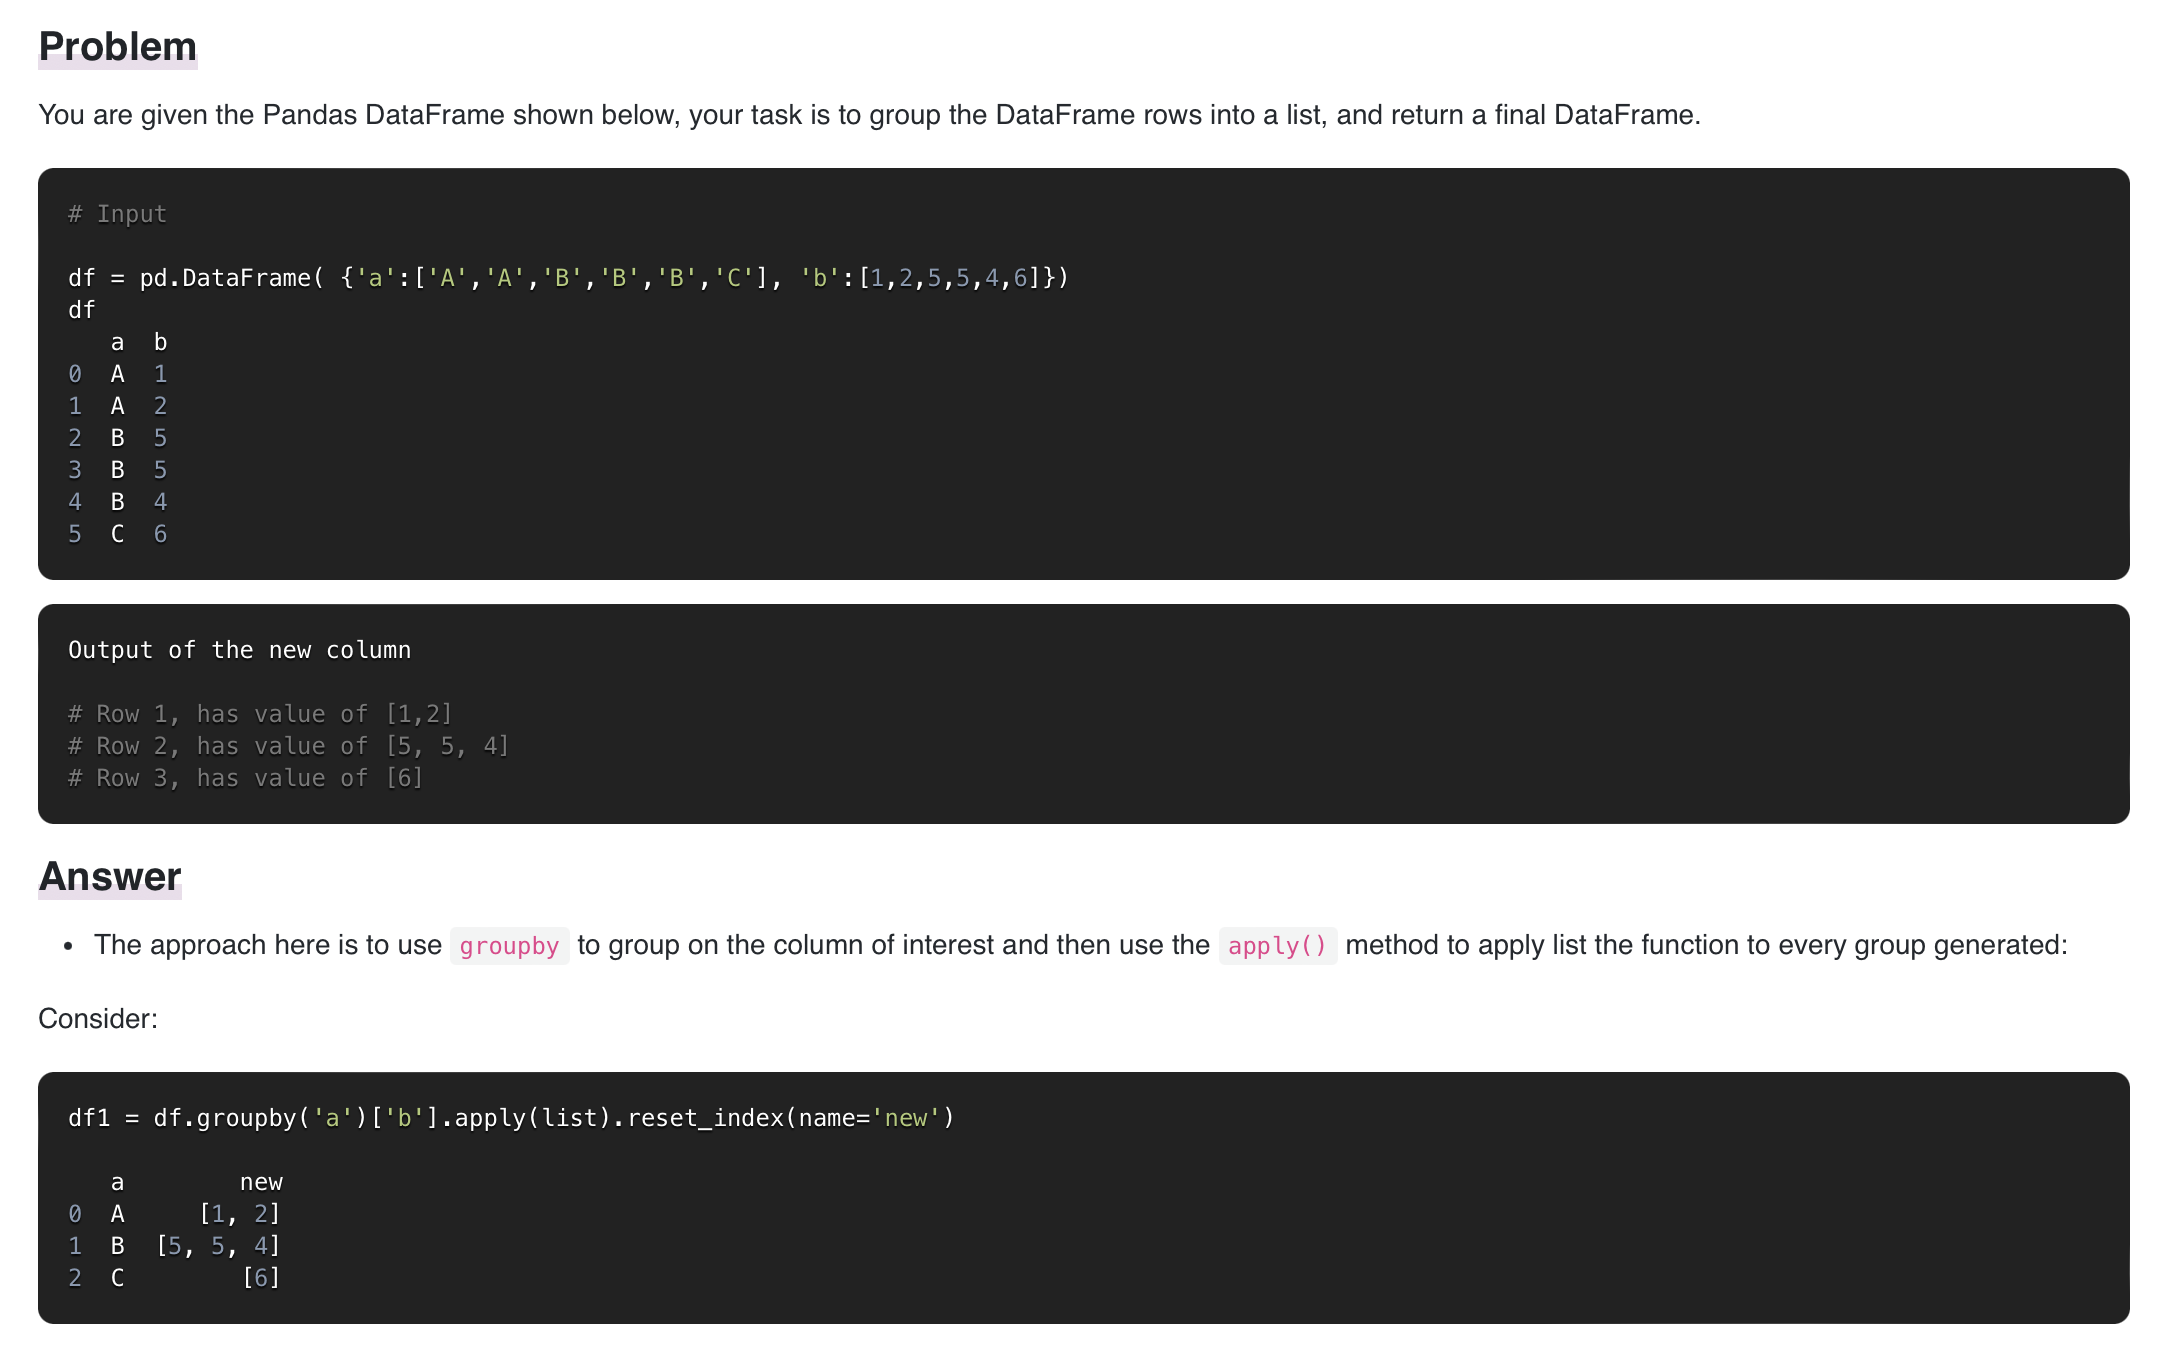 Problem
You are given the Pandas DataFrame shown below, your task is to group the DataFrame rows into a list, and return a final DataFrame.
# Input
df = pd.DataFrame( {'a':['A','A','B','B','B','C'], 'b':[1,2,5,5,4,6]})
df
   a  b
0  A  1
1  A  2
2  B  5
3  B  5
4  B  4
5  C  6
Output of the new column
# Row 1, has value of [1,2]
# Row 2, has value of [5, 5, 4]
# Row 3, has value of [6]
Answer
• The approach here is to use groupby to group on the column of interest and then use the apply() method to apply list the function to every group generated:
Consider:
df1 = df.groupby('a')['b'].apply(list).reset_index(name='new')
   a        new
0  A     [1, 2]
1  B  [5, 5, 4]
2  C        [6]